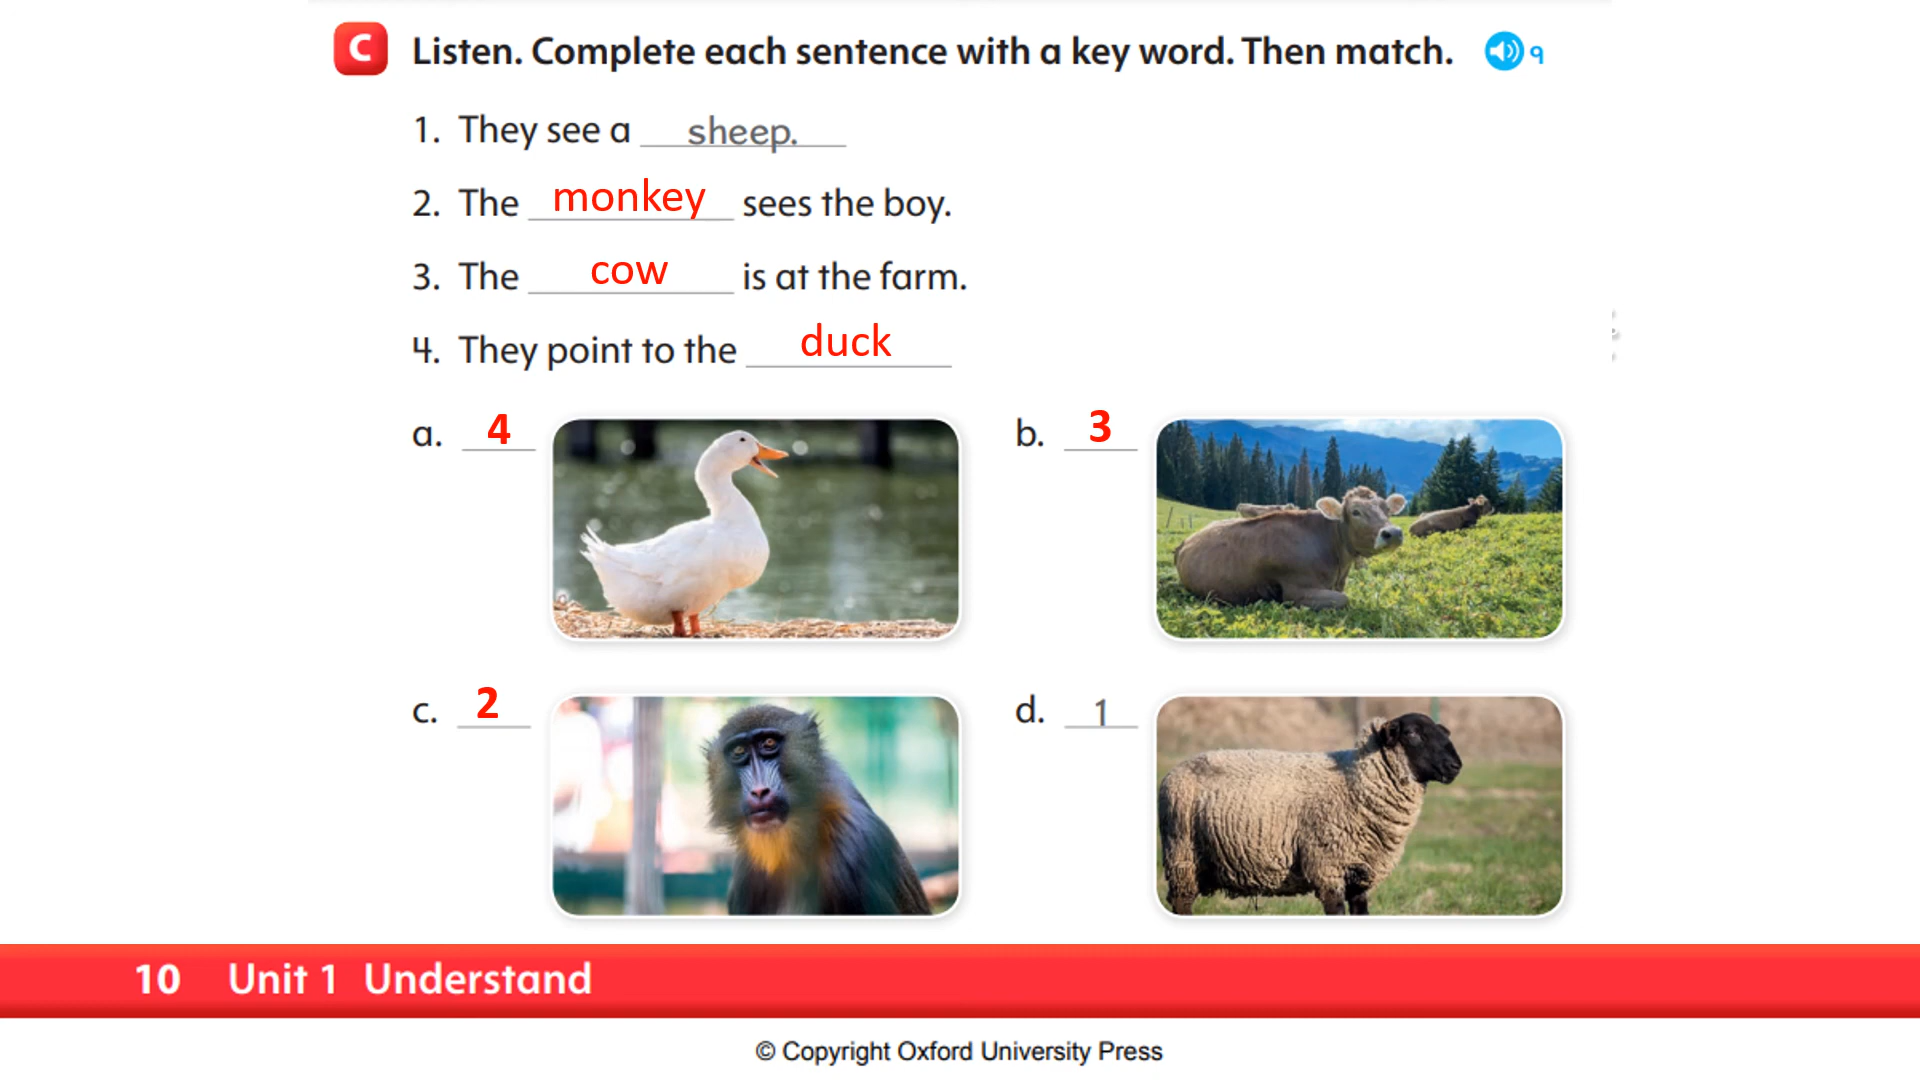 C Listen. Complete each sentence with a key word. Then match. 9
1. They see a sheep.
2. The monkey sees the boy.
3. The cow is at the farm.
4. They point to the duck
a. 4
b. 3
c. 2
d. 1
10 Unit 1 Understand
© Copyright Oxford University Press